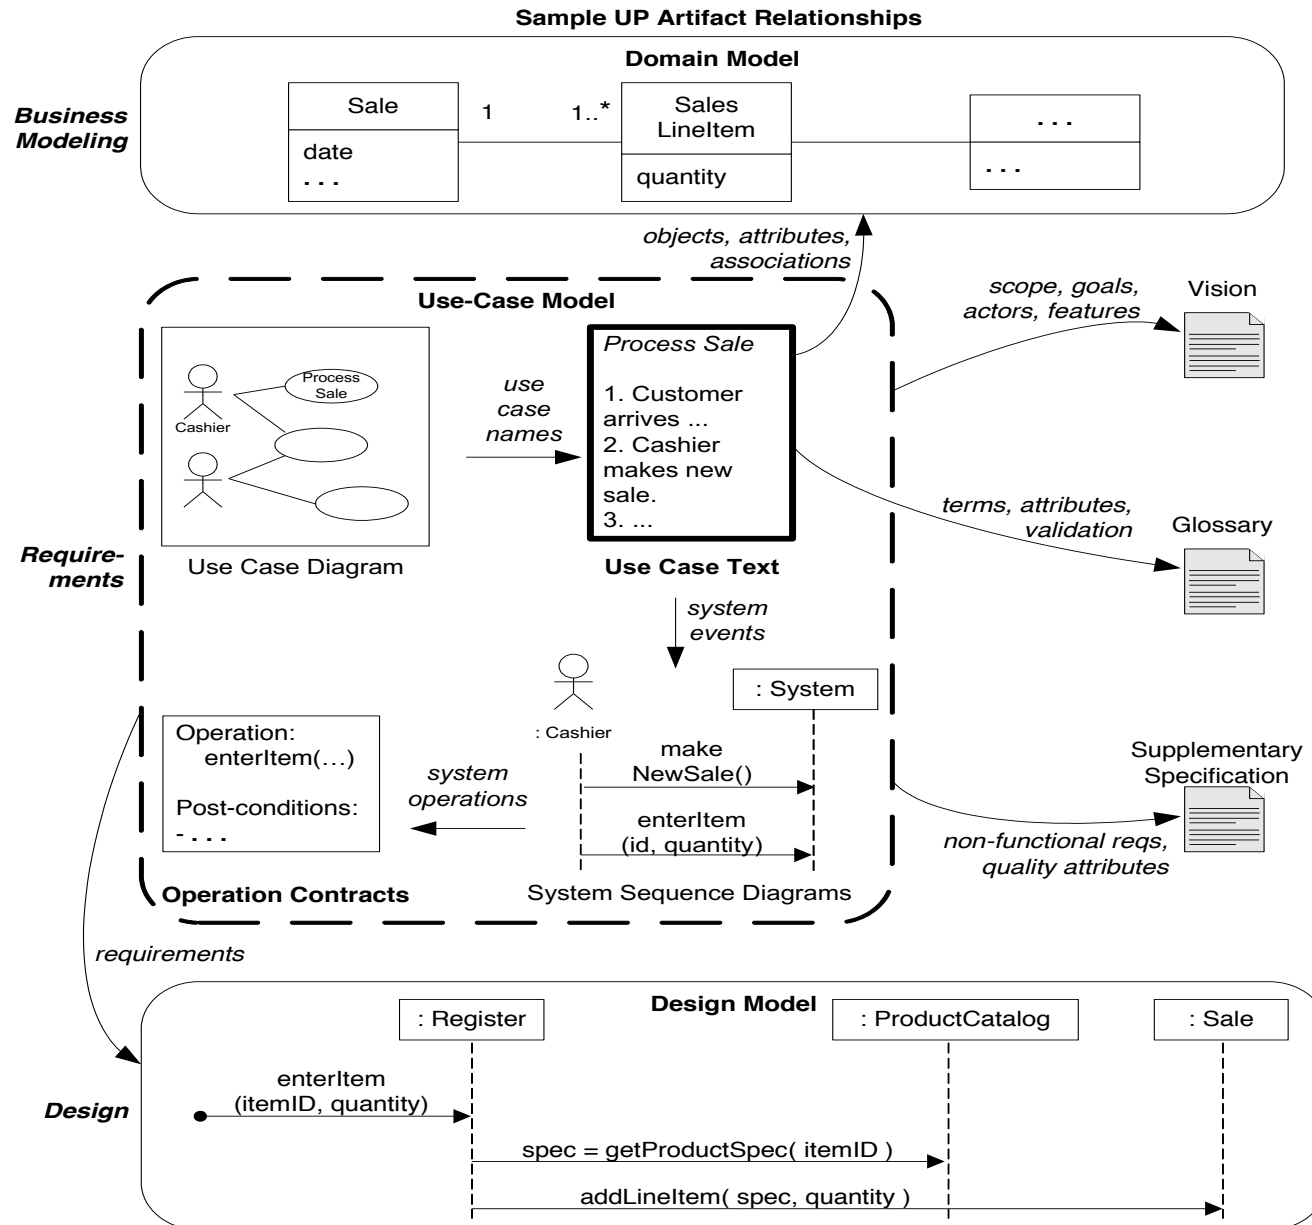 Sample UP Artifact Relationships
Domain Model
Business
Modeling
Sale
date
. . .
1
1..*
Sales
LineItem
quantity
. . .
. . .
objects, attributes,
associations
Use-Case Model
scope, goals,
actors, features
Vision
Process
Sale
Cashier
use
case
names
Process Sale
1. Customer
arrives ...
2. Cashier
makes new
sale.
3. ...
terms, attributes,
validation
Glossary
Require-
ments
Use Case Diagram
Use Case Text
system
events
: System
: Cashier
Operation:
enterItem(…)
Post-conditions:
- . . .
system
operations
make
NewSale()
enterItem
(id, quantity)
Supplementary
Specification
non-functional reqs,
quality attributes
Operation Contracts
System Sequence Diagrams
requirements
Design Model
: Register
: ProductCatalog
: Sale
Design
enterItem
(itemID, quantity)
spec = getProductSpec( itemID )
addLineItem( spec, quantity )